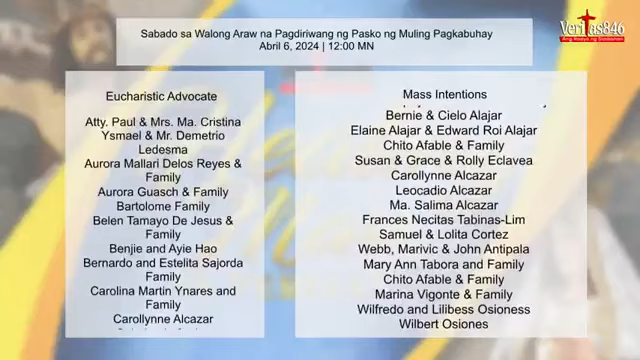 Sabado sa Walong Araw na Pagdiriwang ng Pasko ng Muling Pagkabuhay
Abril 6, 2024 | 12:00 MN
Veritas846
Ang Radyo ng Simbahan
Eucharistic Advocate
Atty. Paul & Mrs. Ma. Cristina
Ysmael & Mr. Demetrio
Ledesma
Aurora Mallari Delos Reyes &
Family
Aurora Guasch & Family
Bartolome Family
Belen Tamayo De Jesus &
Family
Benjie and Ayie Hao
Bernardo and Estelita Sajorda
Family
Carolina Martin Ynares and
Family
Carollynne Alcazar
Mass Intentions
Bernie & Cielo Alajar
Elaine Alajar & Edward Roi Alajar
Chito Afable & Family
Susan & Grace & Rolly Eclavea
Carollynne Alcazar
Leocadio Alcazar
Ma. Salima Alcazar
Frances Necitas Tabinas-Lim
Samuel & Lolita Cortez
Webb, Marivic & John Antipala
Mary Ann Tabora and Family
Chito Afable & Family
Marina Vigonte & Family
Wilfredo and Lilibess Osioness
Wilbert Osiones